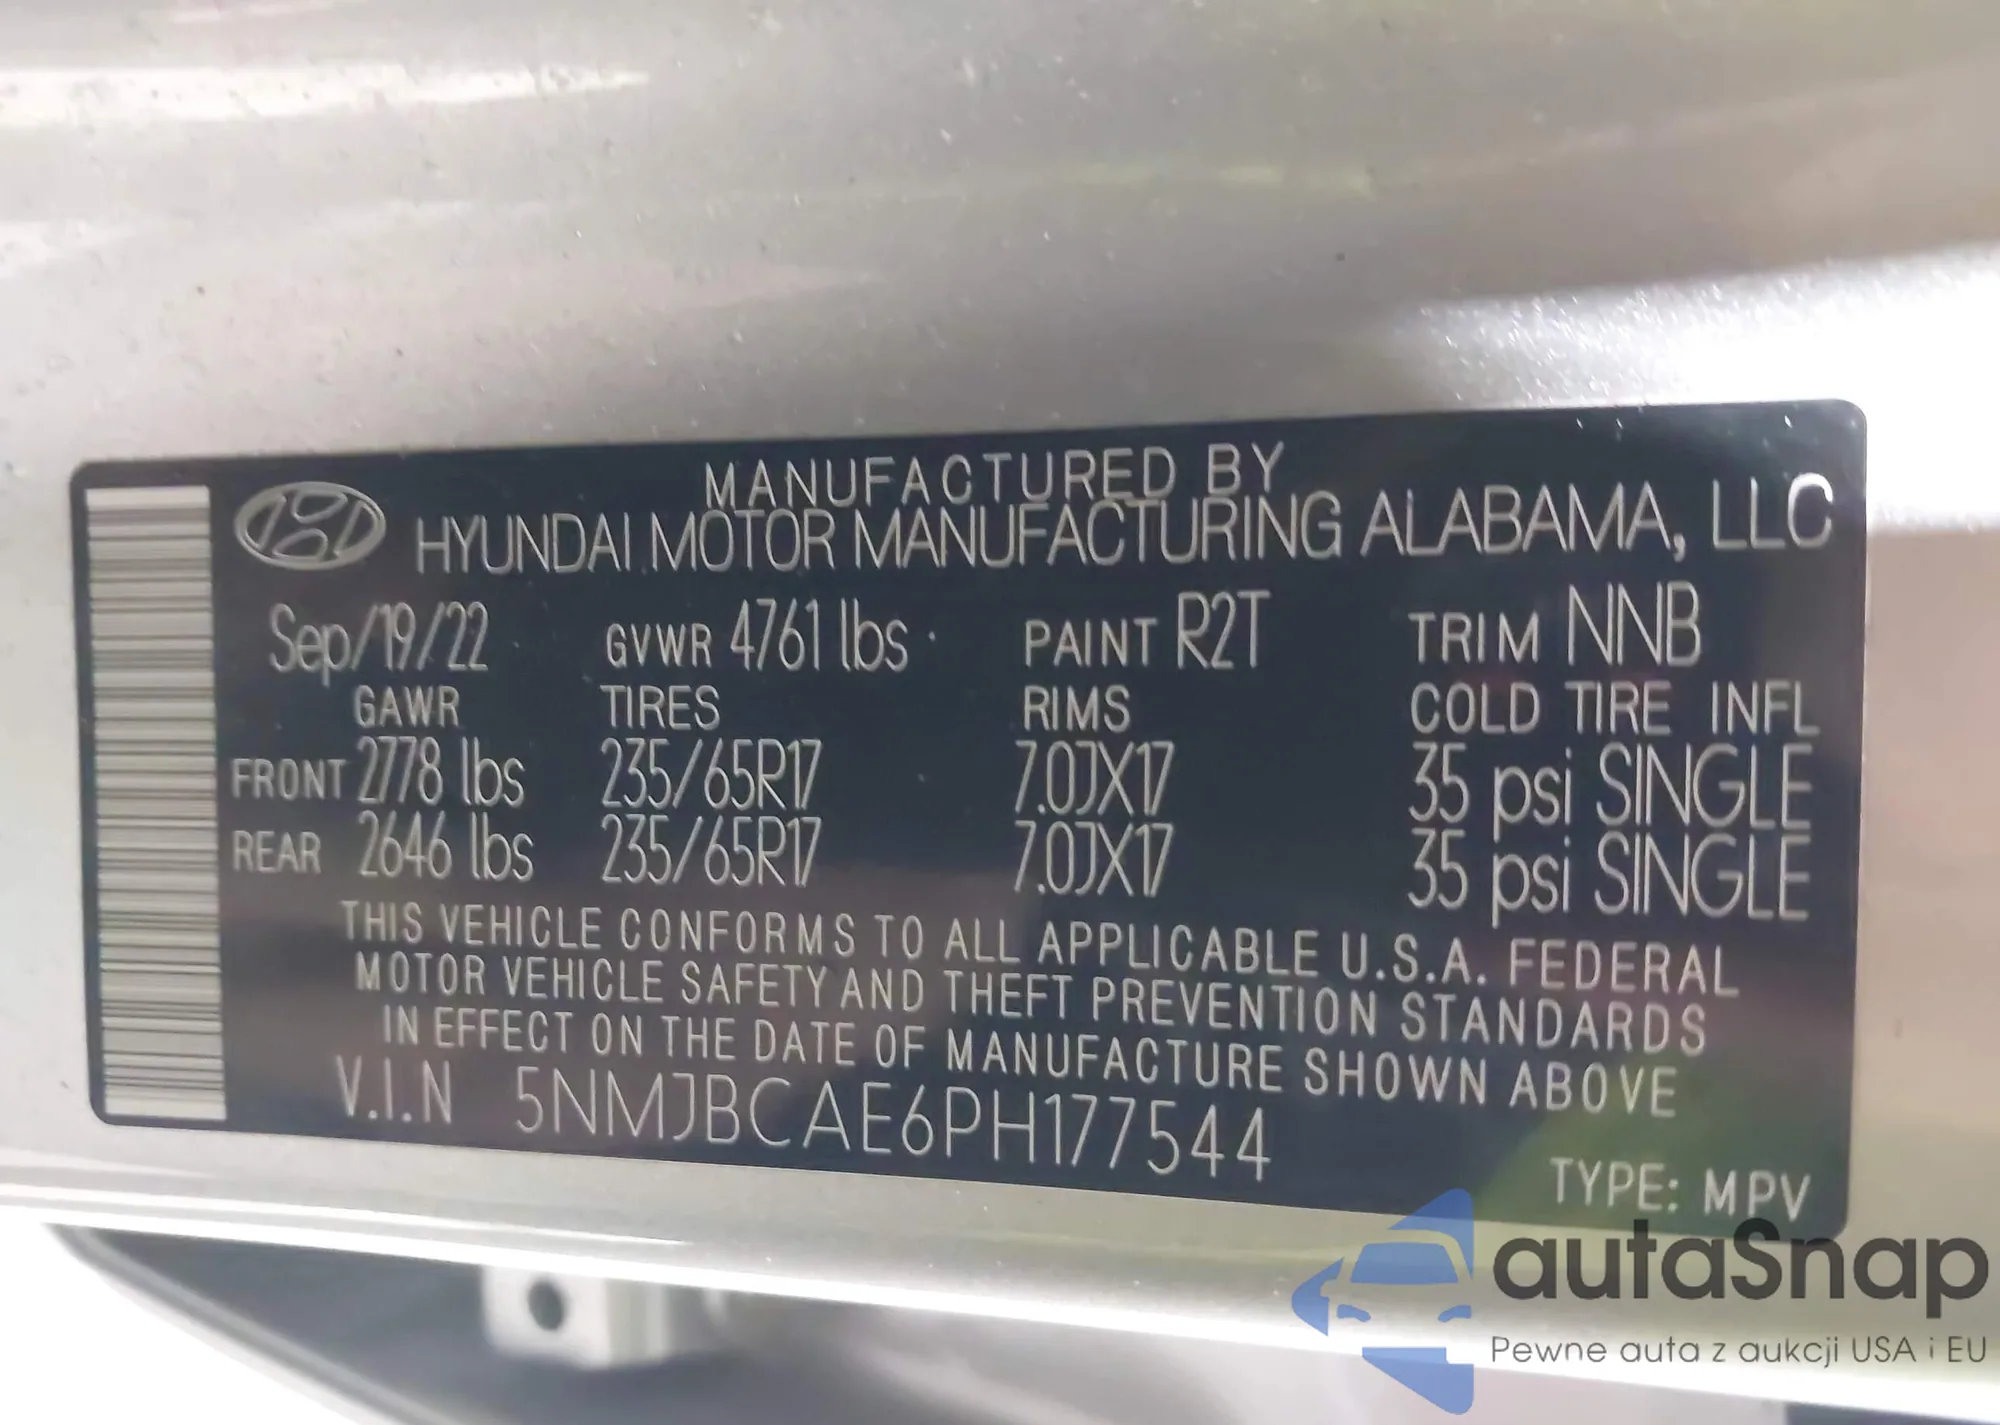 MANUFACTURED BY
HYUNDAI MOTOR MANUFACTURING ALABAMA, LLC
Sep/19/22 GVWR 4761 lbs PAINT R2T TRIM NNB
GAWR TIRES RIMS COLD TIRE INFL
FRONT 2778 lbs 235/65R17 7.0JX17 35 psi SINGLE
REAR 2646 lbs 235/65R17 7.0JX17 35 psi SINGLE
THIS VEHICLE CONFORMS TO ALL APPLICABLE U.S.A. FEDERAL
MOTOR VEHICLE SAFETY AND THEFT PREVENTION STANDARDS
IN EFFECT ON THE DATE OF MANUFACTURE SHOWN ABOVE
V.I.N 5NMJBCAE6PH177544
TYPE: MPV
autaSnap
Pewne auta z aukcji USA i EU